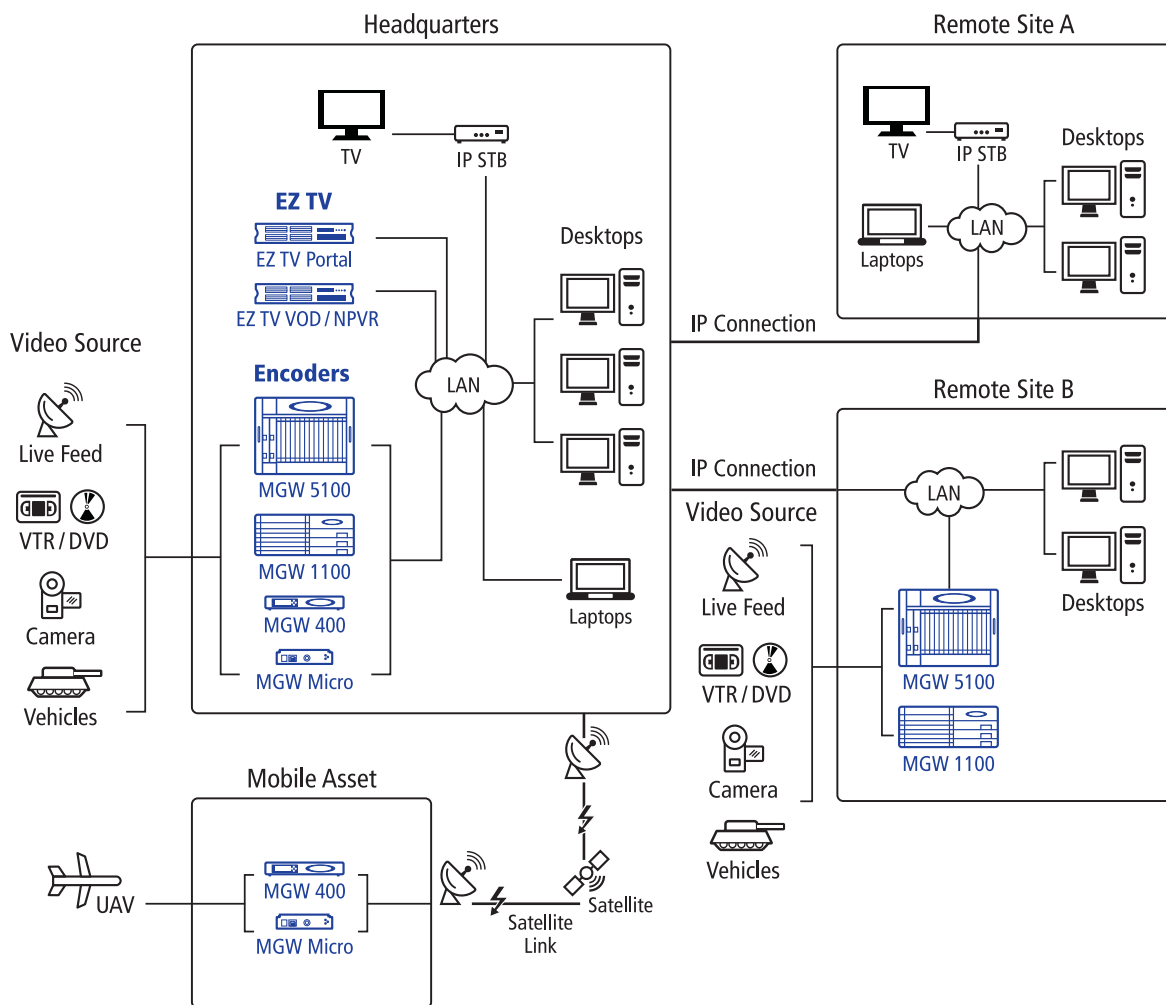 Headquarters
TV
IP STB
EZ TV
EZ TV Portal
EZ TV VOD / NPVR
Encoders
MGW 5100
MGW 1100
MGW 400
MGW Micro
LAN
Desktops
Laptops
Video Source
Live Feed
VTR / DVD
Camera
Vehicles
Remote Site A
TV
IP STB
Desktops
Laptops
LAN
IP Connection
Remote Site B
IP Connection
LAN
Desktops
MGW 5100
MGW 1100
Video Source
Live Feed
VTR / DVD
Camera
Vehicles
Mobile Asset
UAV
MGW 400
MGW Micro
Satellite
Link
Satellite